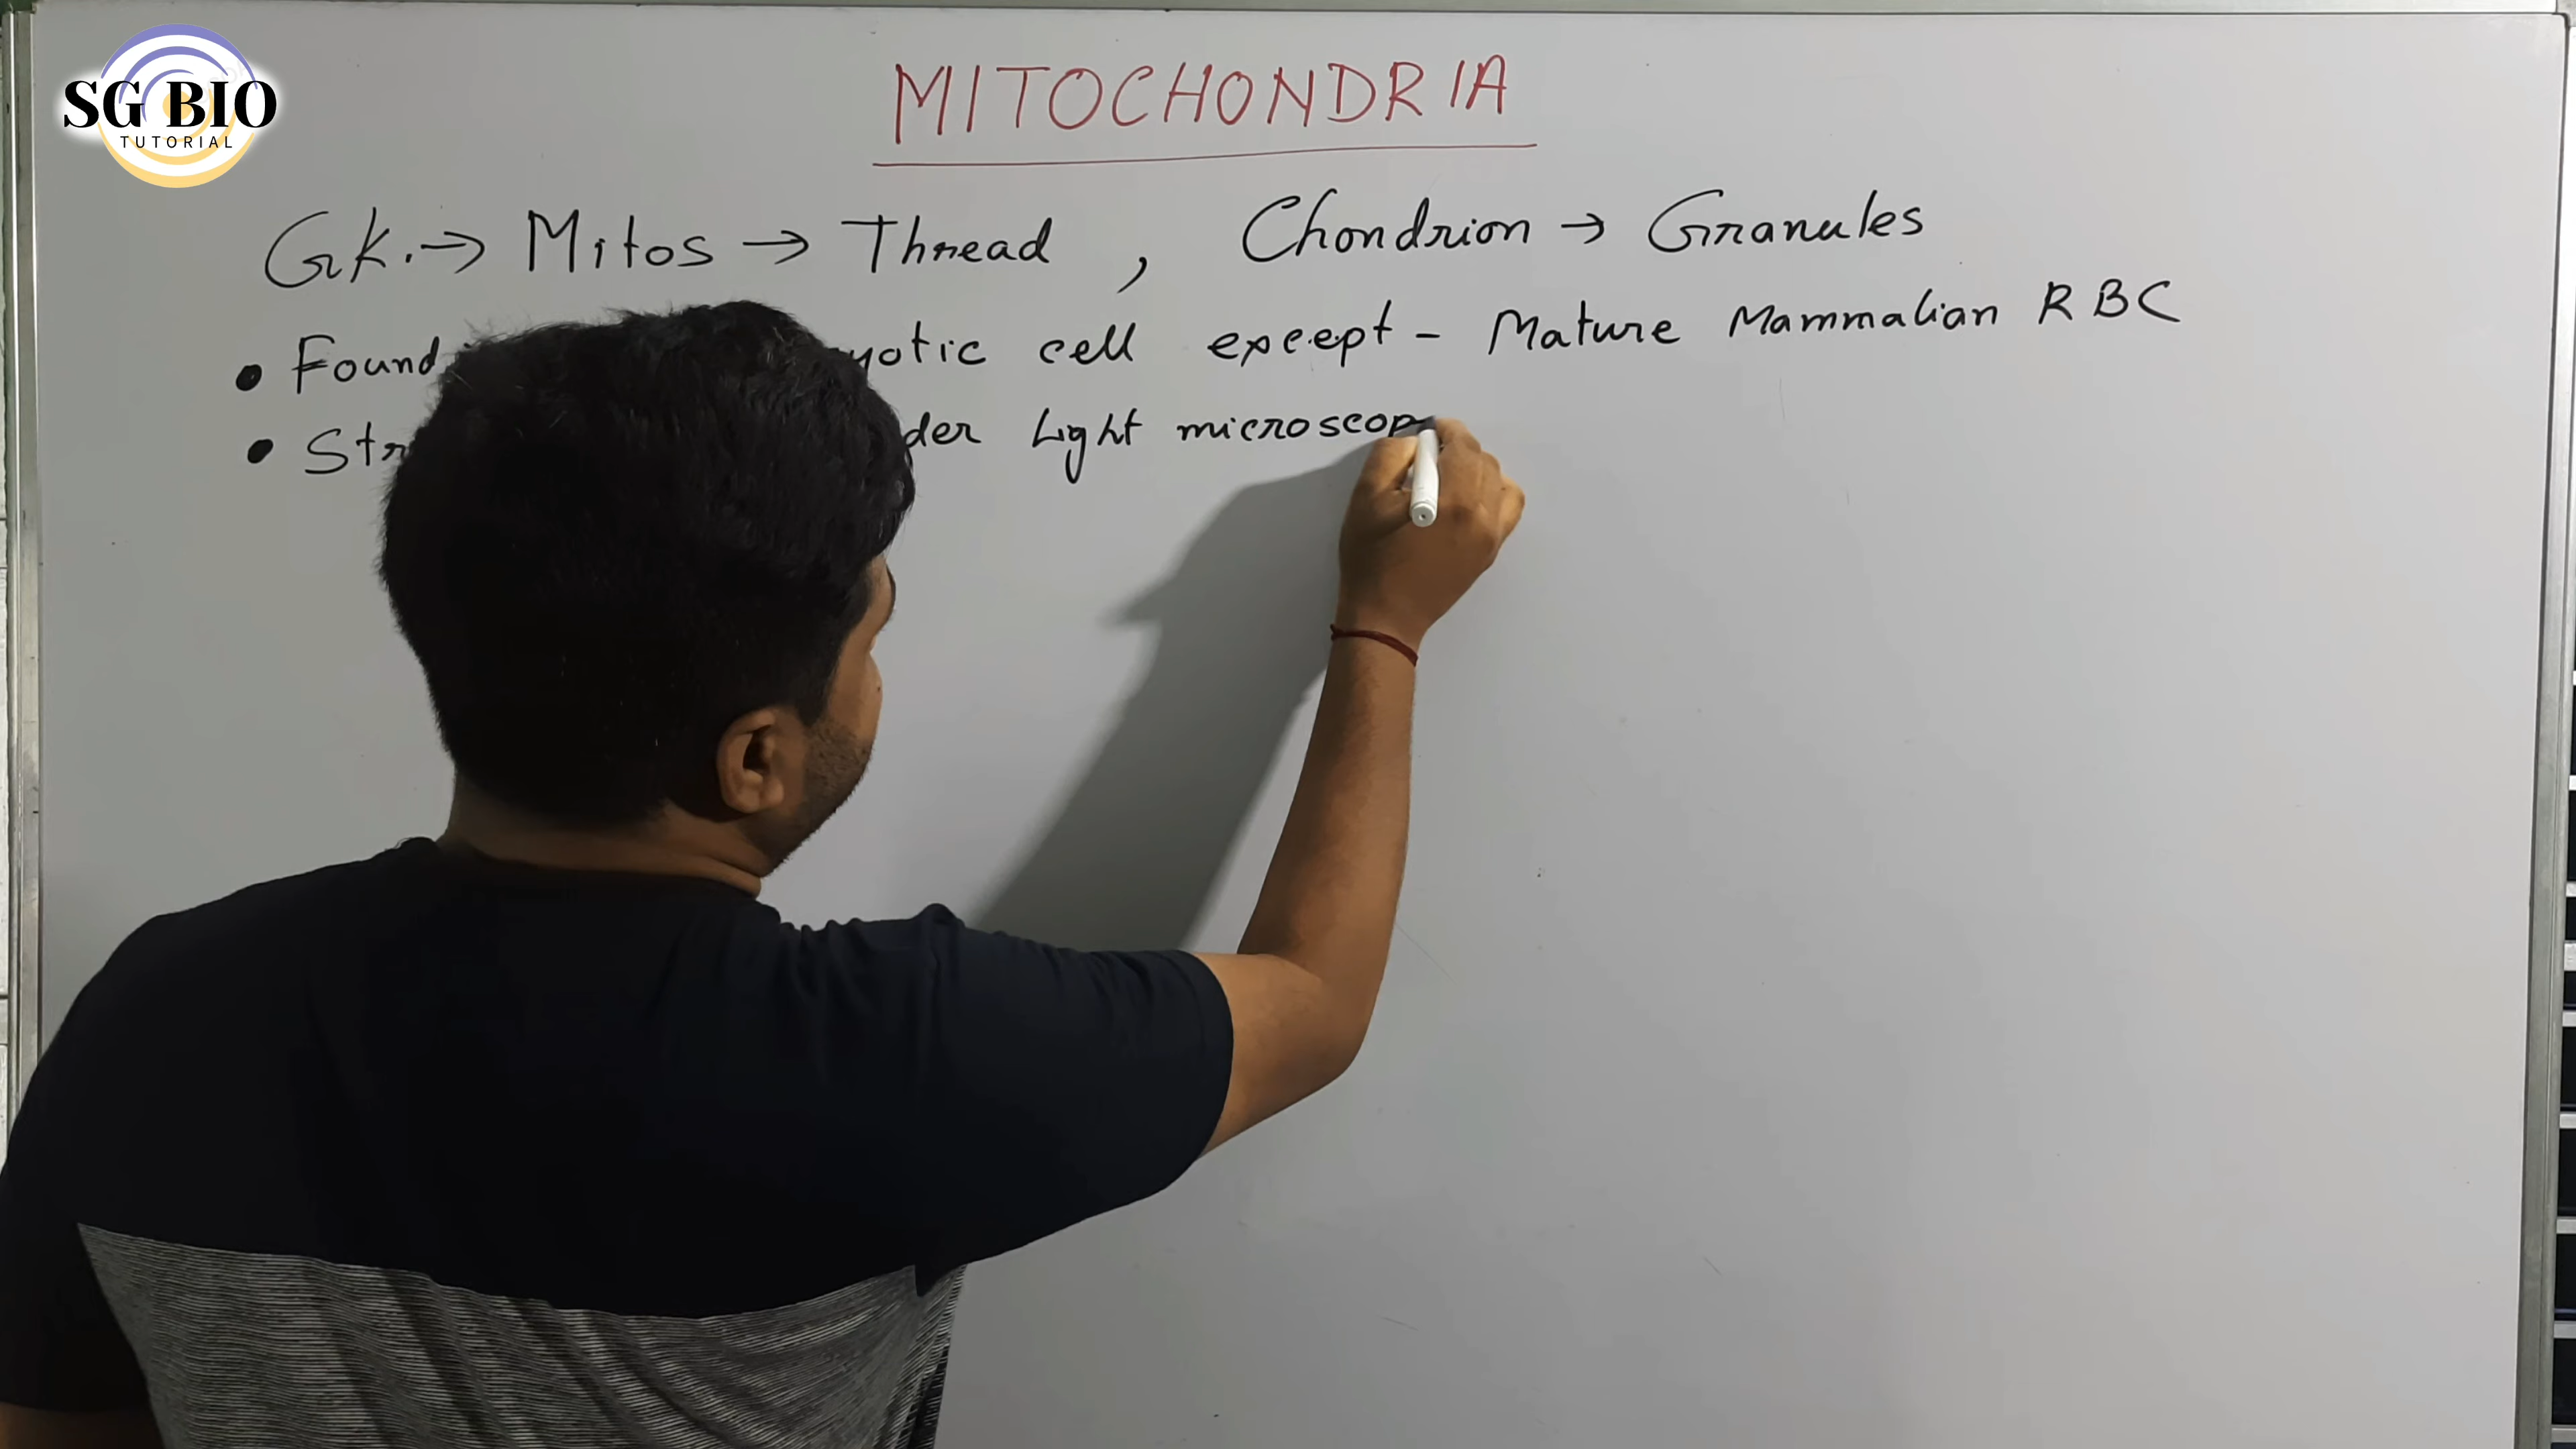 SG BIO
TUTORIAL
MITOCHONDRIA
Gk. → Mitos → Thread , Chondrion → Granules
• Found yotic cell except - Mature Mammalian RBC
• Str der Light microscop